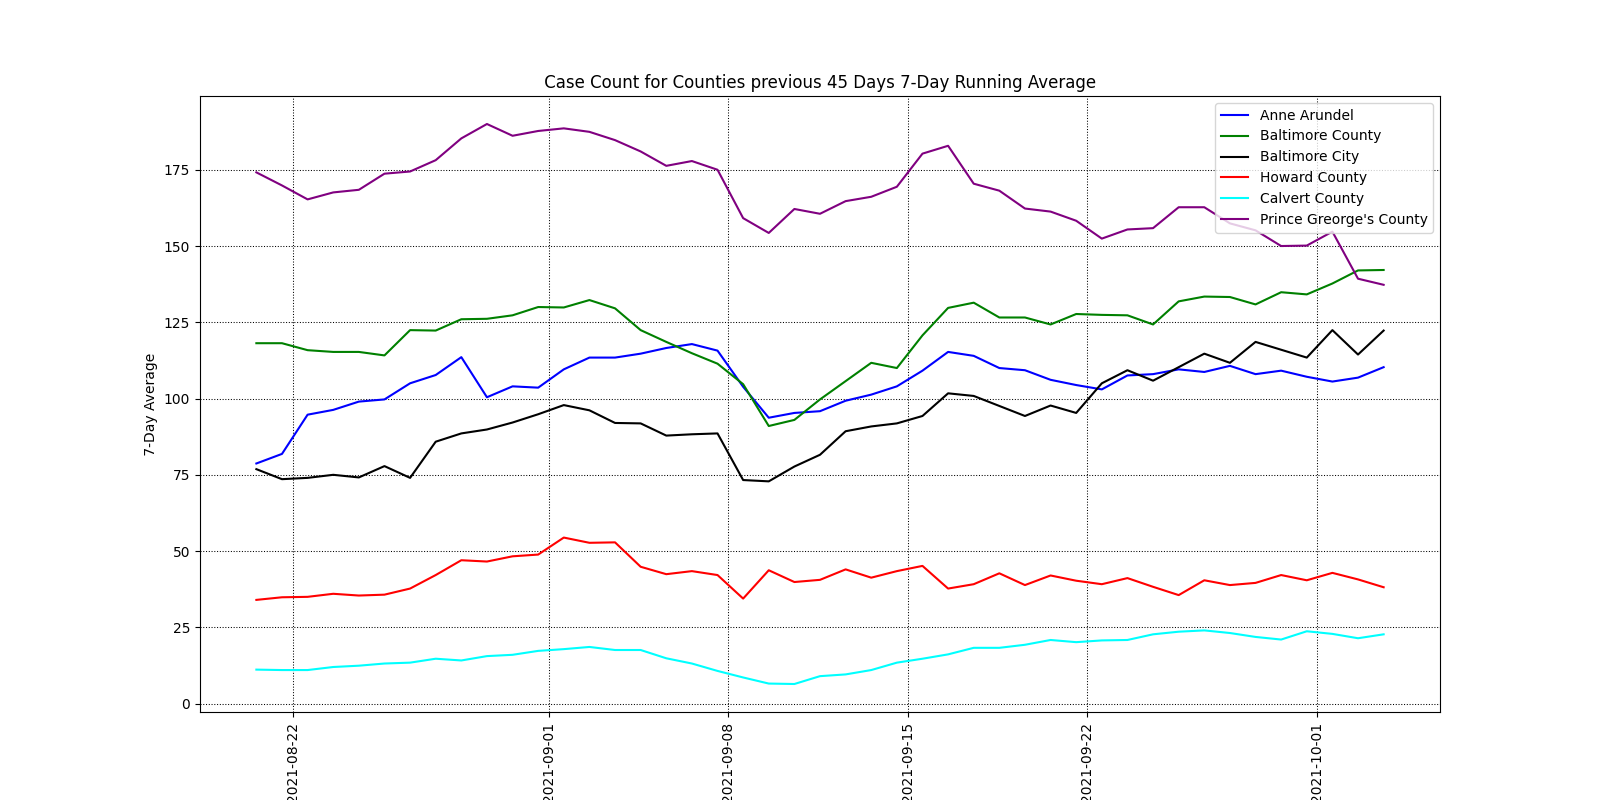 Case Count for Counties previous 45 Days 7-Day Running Average
Anne Arundel
Baltimore County
Baltimore City
Howard County
Calvert County
Prince Greorge's County
7-Day Average
175
150
125
100
75
50
25
0
2021-08-22
2021-09-01
2021-09-08
2021-09-15
2021-09-22
2021-10-01